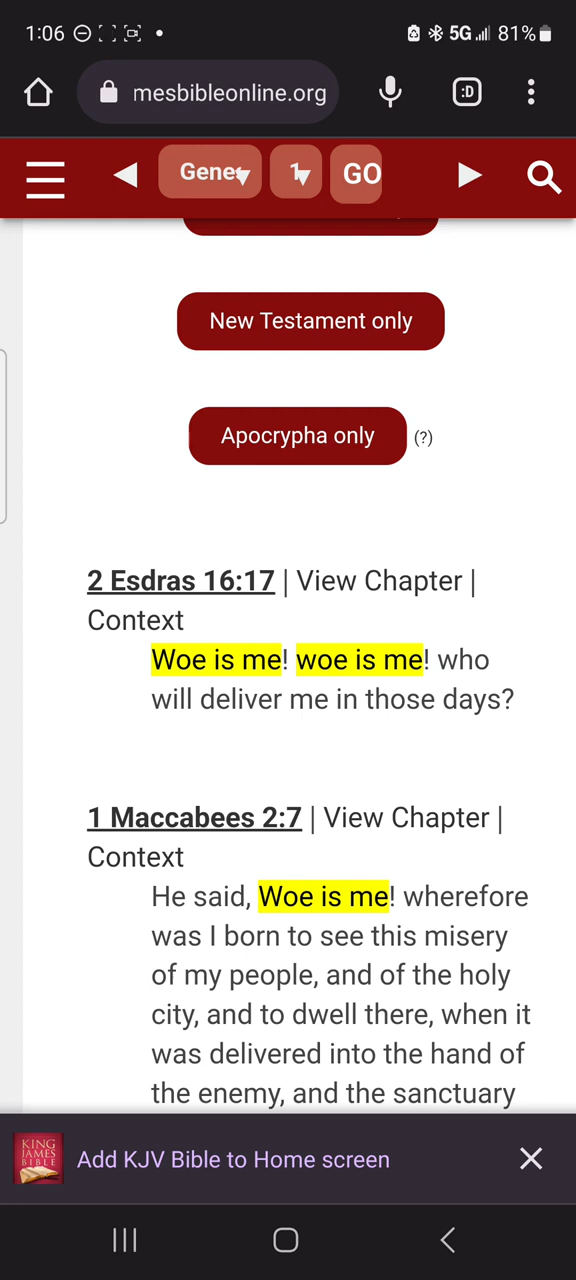 1:06 5G 81%
mesbibleonline.org :D
Gene 1 GO
New Testament only
Apocrypha only (?)
2 Esdras 16:17 | View Chapter |
Context
Woe is me! woe is me! who
will deliver me in those days?
1 Maccabees 2:7 | View Chapter |
Context
He said, Woe is me! wherefore
was I born to see this misery
of my people, and of the holy
city, and to dwell there, when it
was delivered into the hand of
the enemy, and the sanctuary
KING
JAMES
BIBLE
Add KJV Bible to Home screen